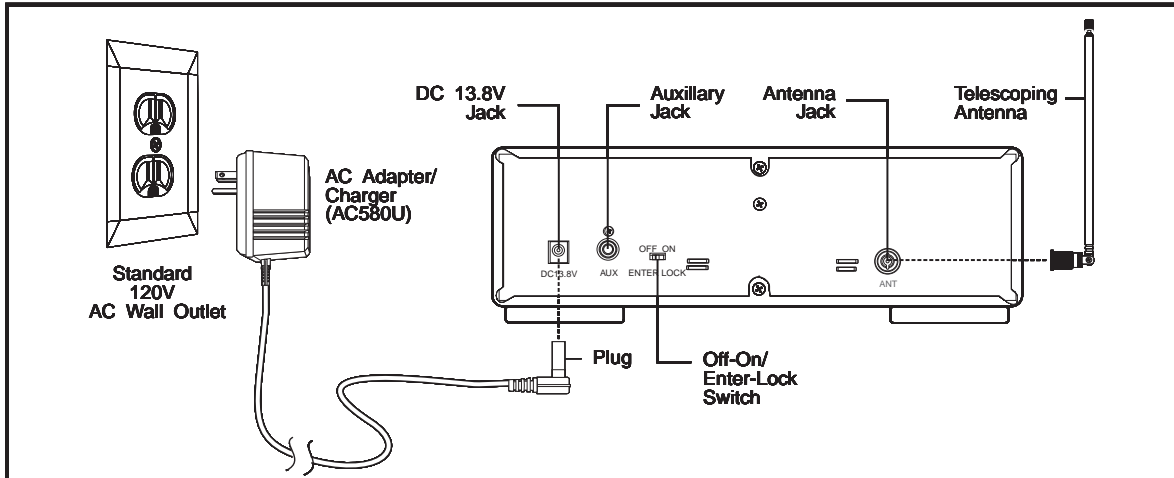 DC 13.8V
Jack
Auxillary
Jack
Antenna
Jack
Telescoping
Antenna
AC Adapter/
Charger
(AC580U)
Standard
120V
AC Wall Outlet
OFF ON
DC13.8V
AUX
ENTER LOCK
ANT
Plug
Off-On/
Enter-Lock
Switch